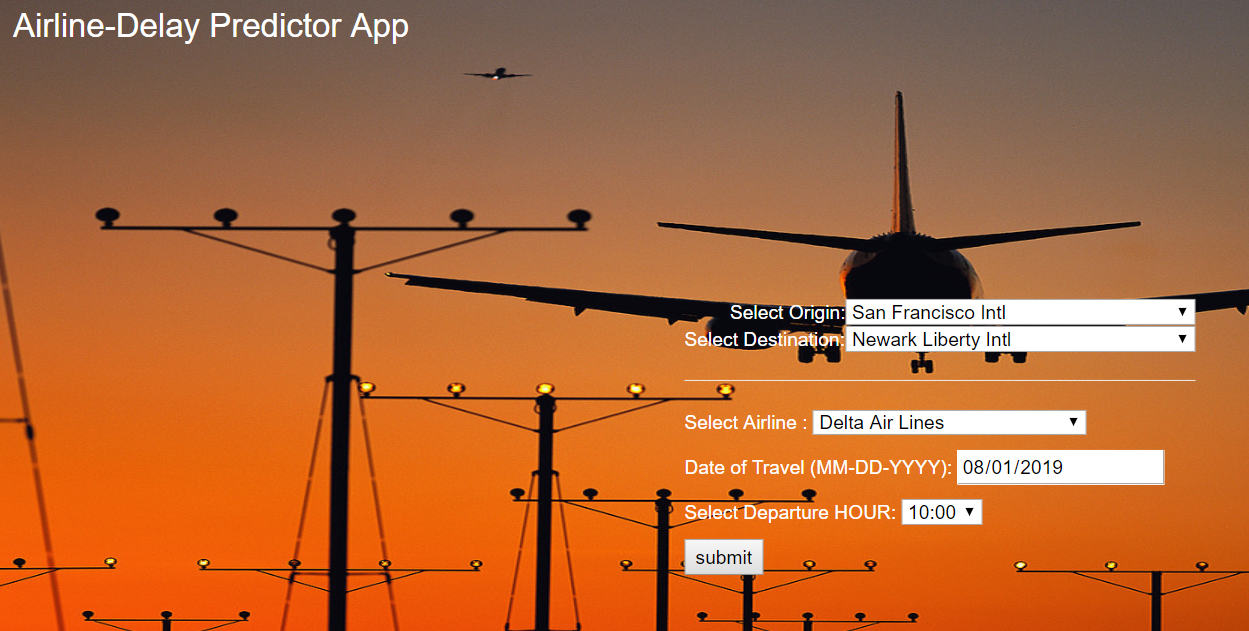 Airline-Delay Predictor App
Select Origin: San Francisco Intl
Select Destination: Newark Liberty Intl
Select Airline : Delta Air Lines
Date of Travel (MM-DD-YYYY): 08/01/2019
Select Departure HOUR: 10:00
submit